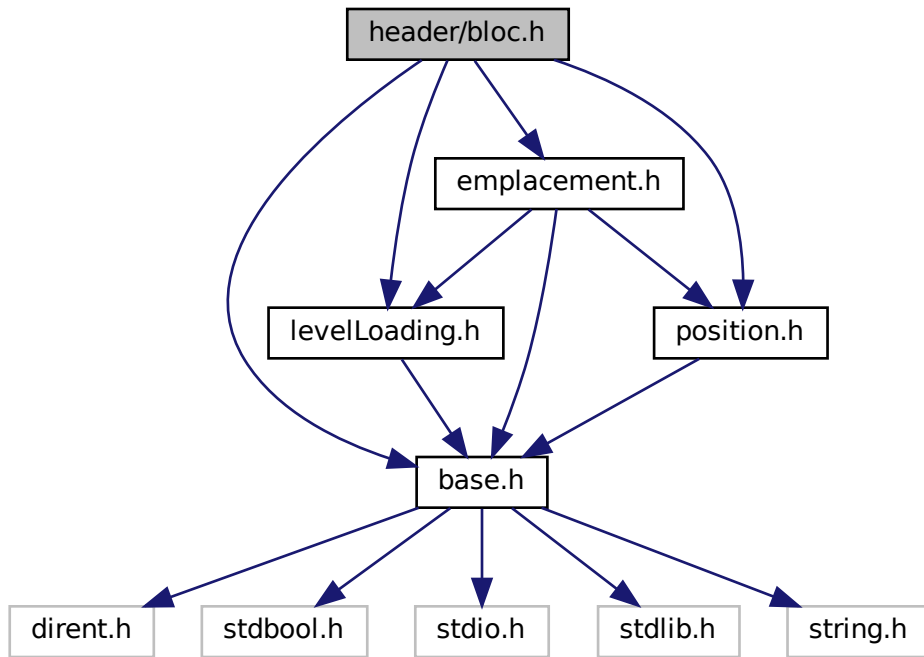 header/bloc.h
emplacement.h
levelLoading.h
position.h
base.h
dirent.h
stdbool.h
stdio.h
stdlib.h
string.h